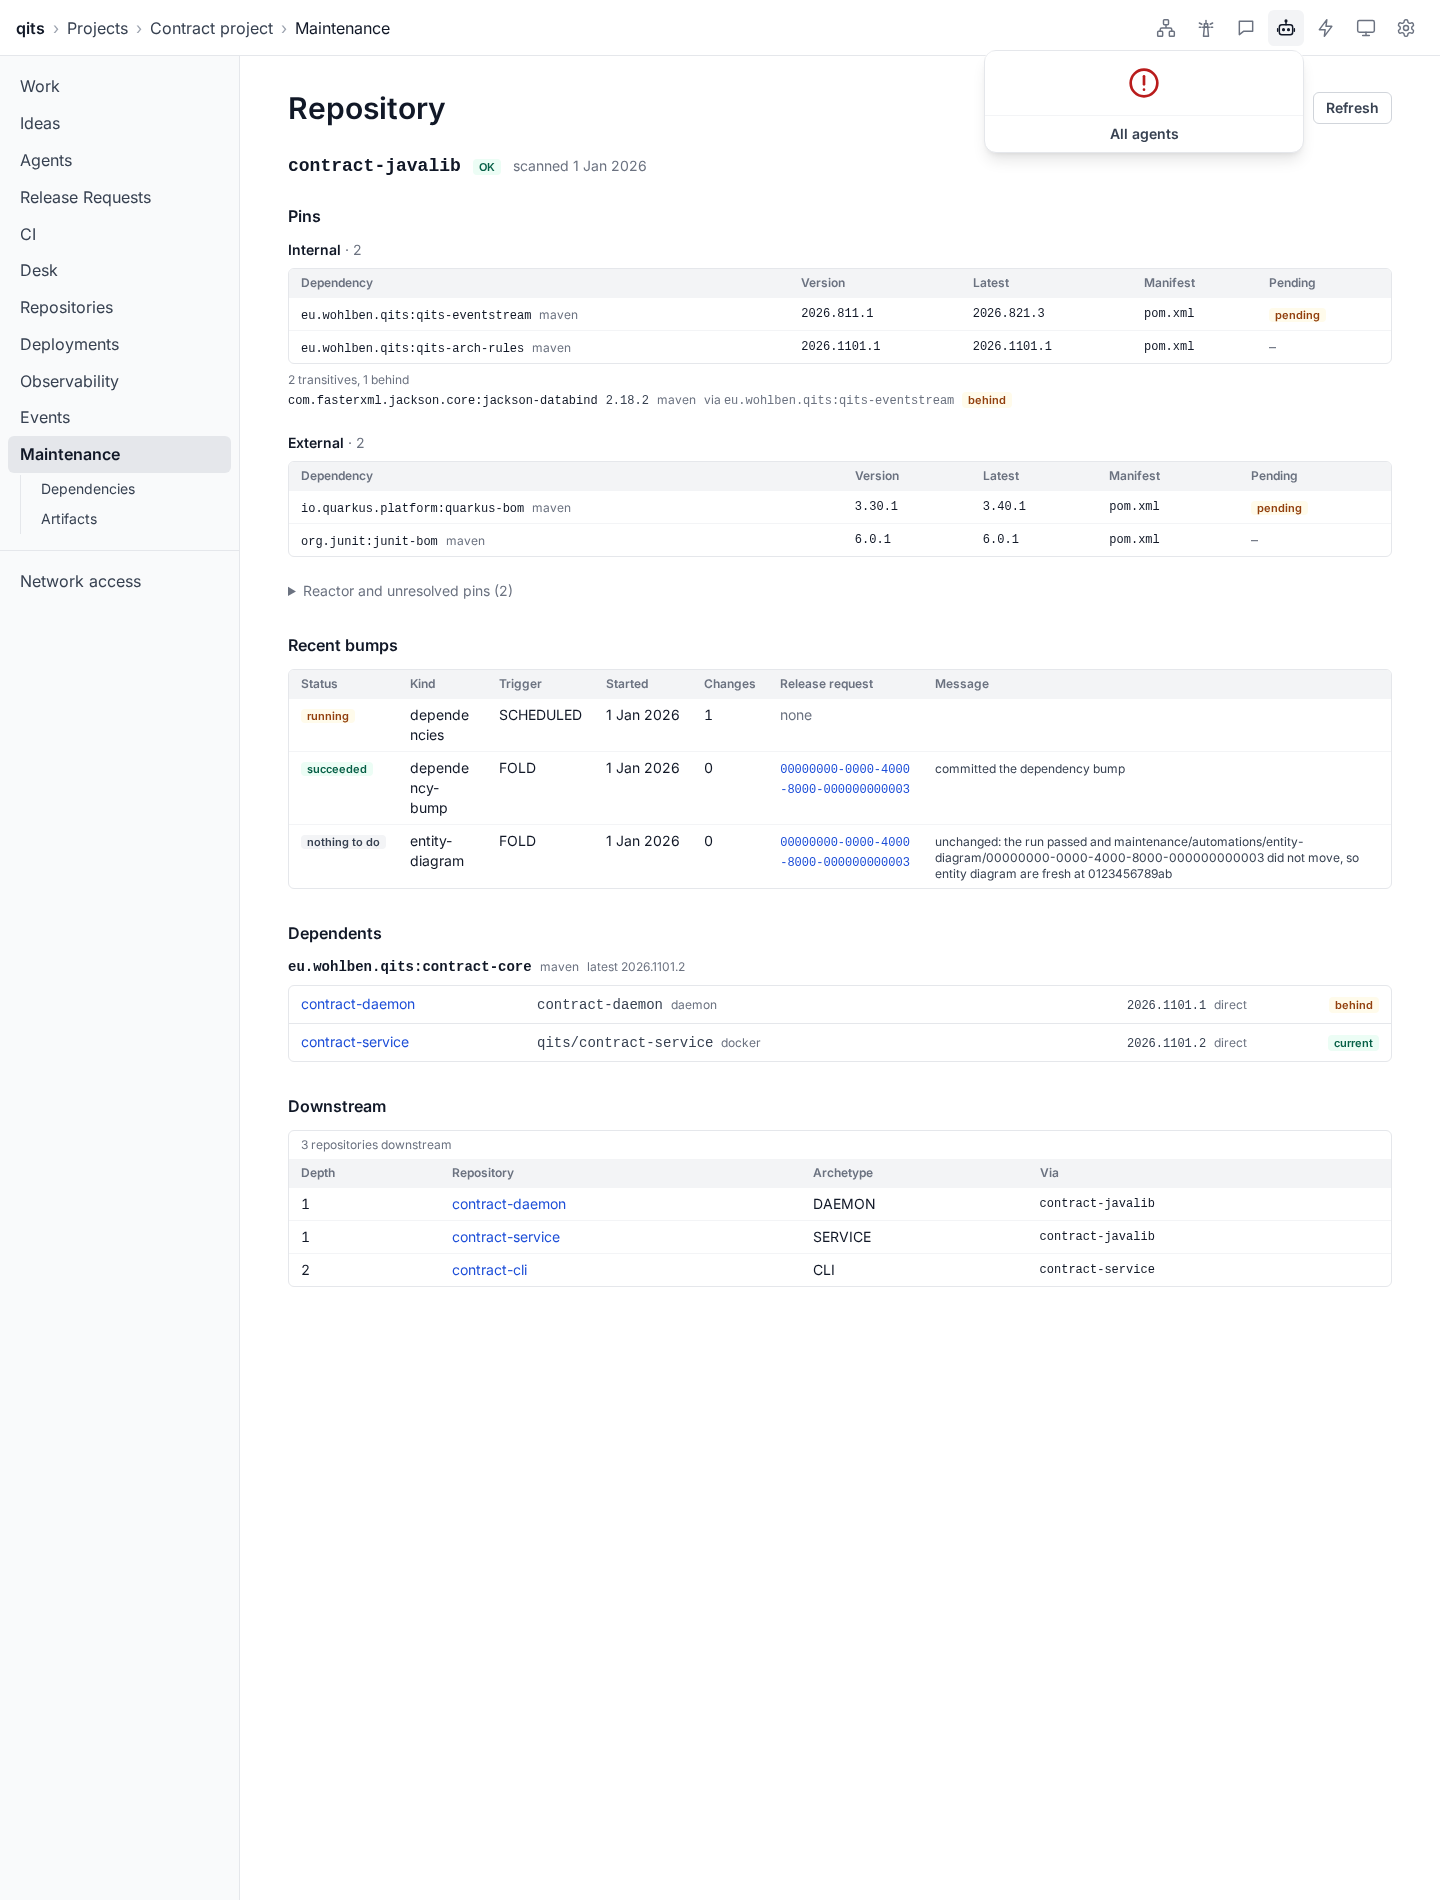 qits › Projects › Contract project › Maintenance
Work
Ideas
Agents
Release Requests
CI
Desk
Repositories
Deployments
Observability
Events
Maintenance
Dependencies
Artifacts
Network access
All agents
Repository
Refresh
contract-javalib OK scanned 1 Jan 2026
Pins
Internal · 2
Dependency Version Latest Manifest Pending
eu.wohlben.qits:qits-eventstream maven 2026.811.1 2026.821.3 pom.xml pending
eu.wohlben.qits:qits-arch-rules maven 2026.1101.1 2026.1101.1 pom.xml –
2 transitives, 1 behind
com.fasterxml.jackson.core:jackson-databind 2.18.2 maven via eu.wohlben.qits:qits-eventstream behind
External · 2
Dependency Version Latest Manifest Pending
io.quarkus.platform:quarkus-bom maven 3.30.1 3.40.1 pom.xml pending
org.junit:junit-bom maven 6.0.1 6.0.1 pom.xml –
Reactor and unresolved pins (2)
Recent bumps
Status Kind Trigger Started Changes Release request Message
running depende SCHEDULED 1 Jan 2026 1 none
ncies
succeeded depende FOLD 1 Jan 2026 0 00000000-0000-4000 committed the dependency bump
ncy- -8000-000000000003
bump
nothing to do entity- FOLD 1 Jan 2026 0 00000000-0000-4000 unchanged: the run passed and maintenance/automations/entity-
diagram -8000-000000000003 diagram/00000000-0000-4000-8000-000000000003 did not move, so
entity diagram are fresh at 0123456789ab
Dependents
eu.wohlben.qits:contract-core maven latest 2026.1101.2
contract-daemon contract-daemon daemon 2026.1101.1 direct behind
contract-service qits/contract-service docker 2026.1101.2 direct current
Downstream
3 repositories downstream
Depth Repository Archetype Via
1 contract-daemon DAEMON contract-javalib
1 contract-service SERVICE contract-javalib
2 contract-cli CLI contract-service